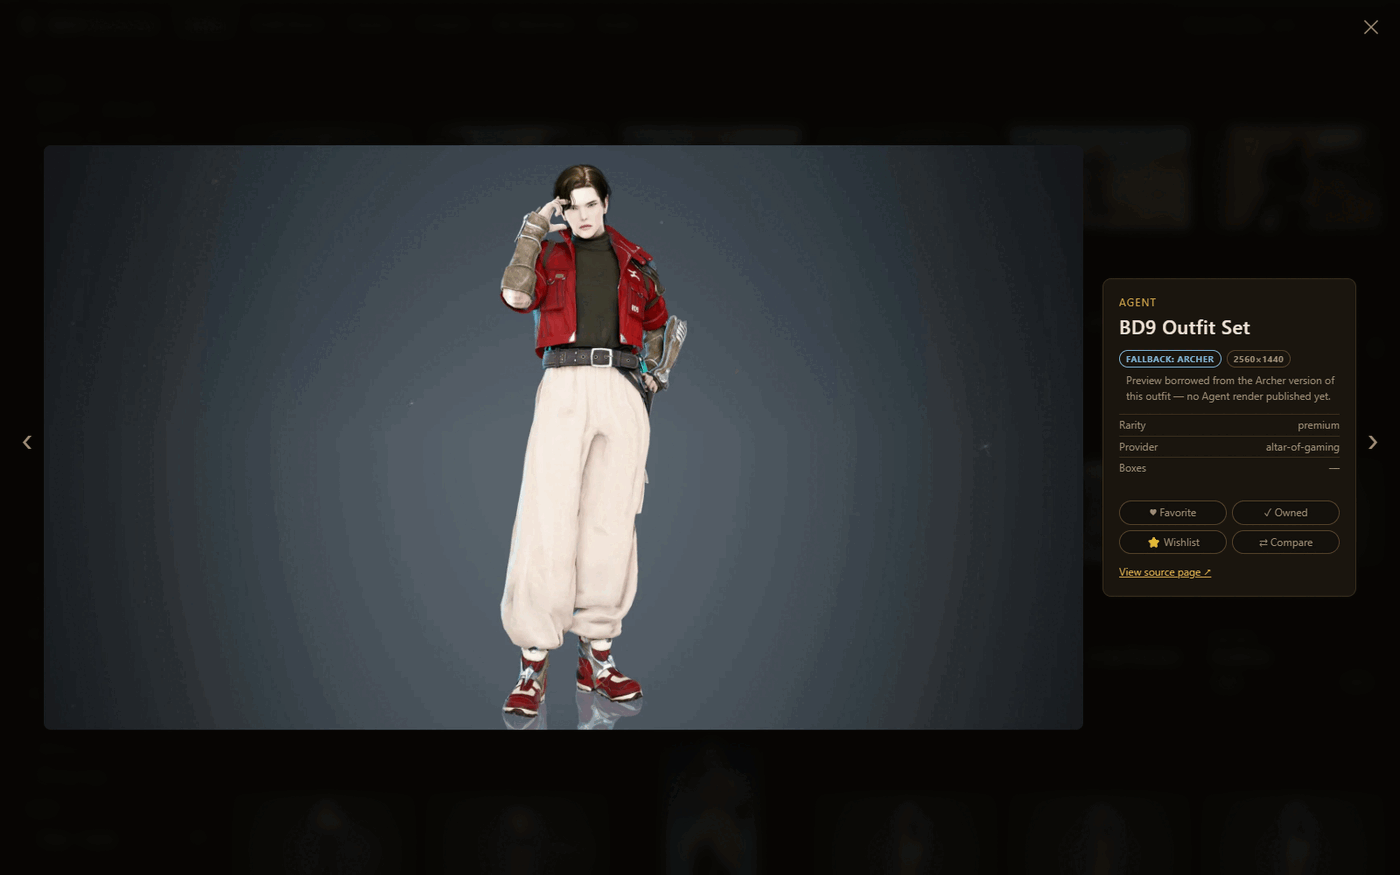 AGENT
BD9 Outfit Set
FALLBACK: ARCHER 2560×1440
Preview borrowed from the Archer version of
this outfit — no Agent render published yet.
Rarity premium
Provider altar-of-gaming
Boxes —
♥ Favorite ✓ Owned
⭐ Wishlist ⇄ Compare
View source page ↗